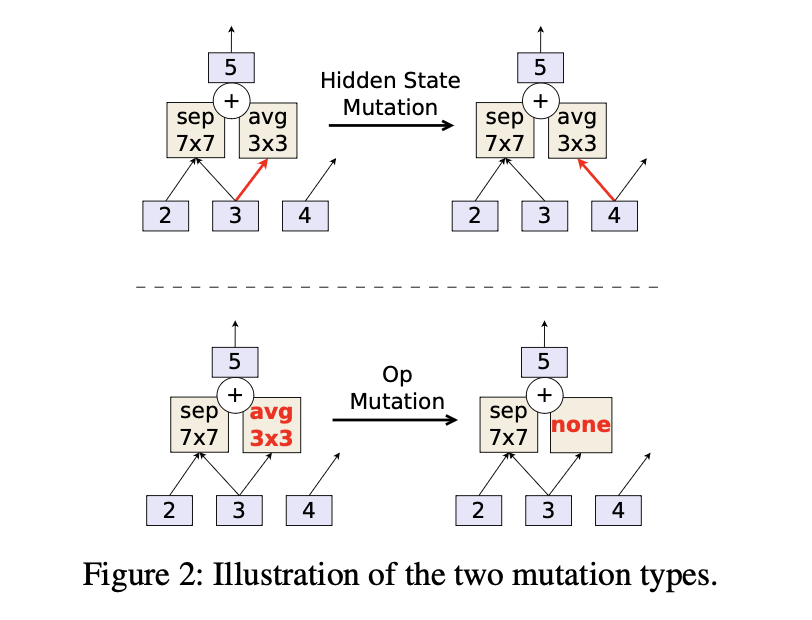 5
+
sep
7x7
avg
3x3
2
3
4
Hidden State
Mutation
5
+
sep
7x7
avg
3x3
2
3
4
5
+
sep
7x7
avg
3x3
2
3
4
Op
Mutation
5
+
sep
7x7
none
2
3
4
Figure 2: Illustration of the two mutation types.